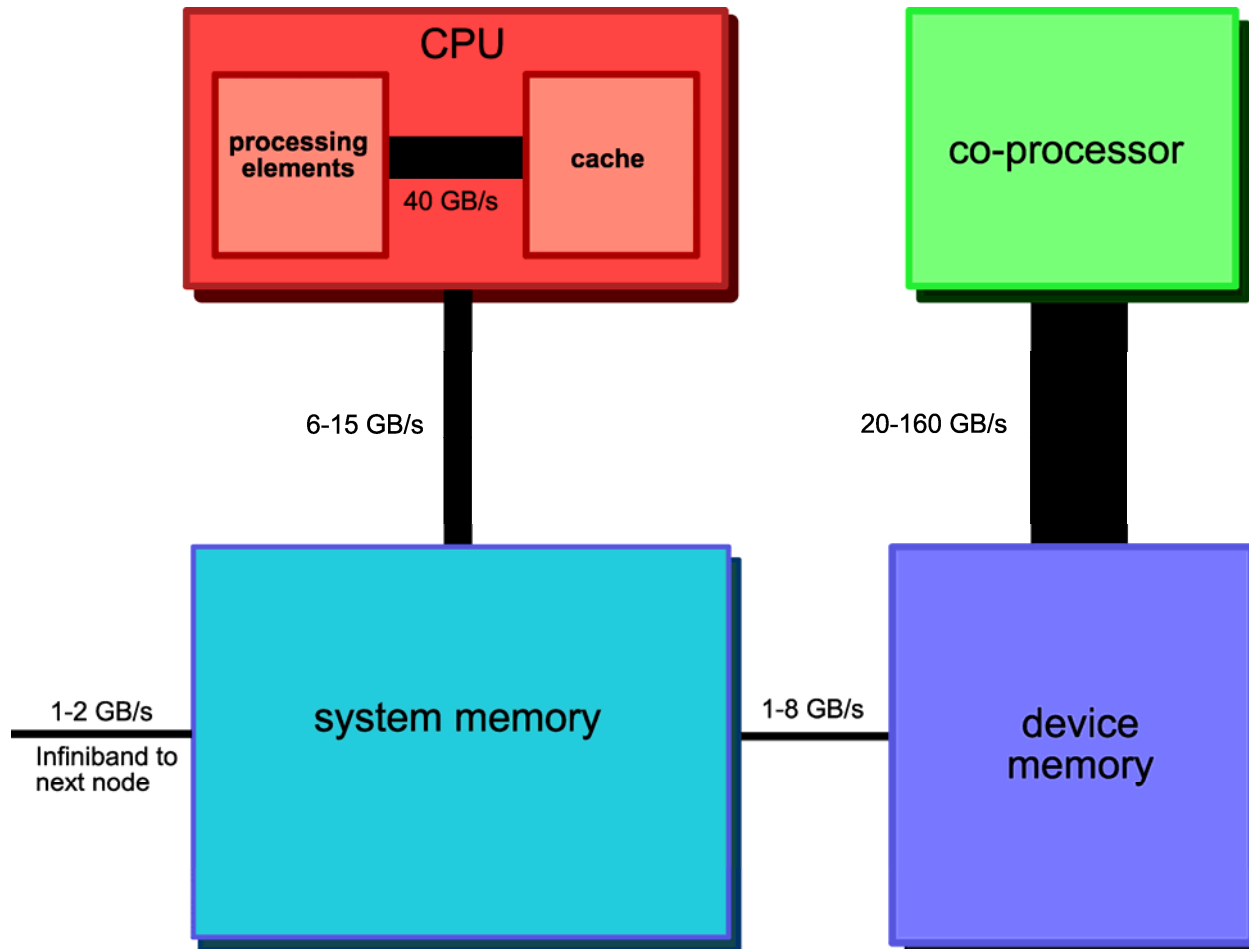 CPU
processing
elements
cache
40 GB/s
co-processor
6-15 GB/s
20-160 GB/s
1-2 GB/s
Infiniband to
next node
system memory
1-8 GB/s
device
memory